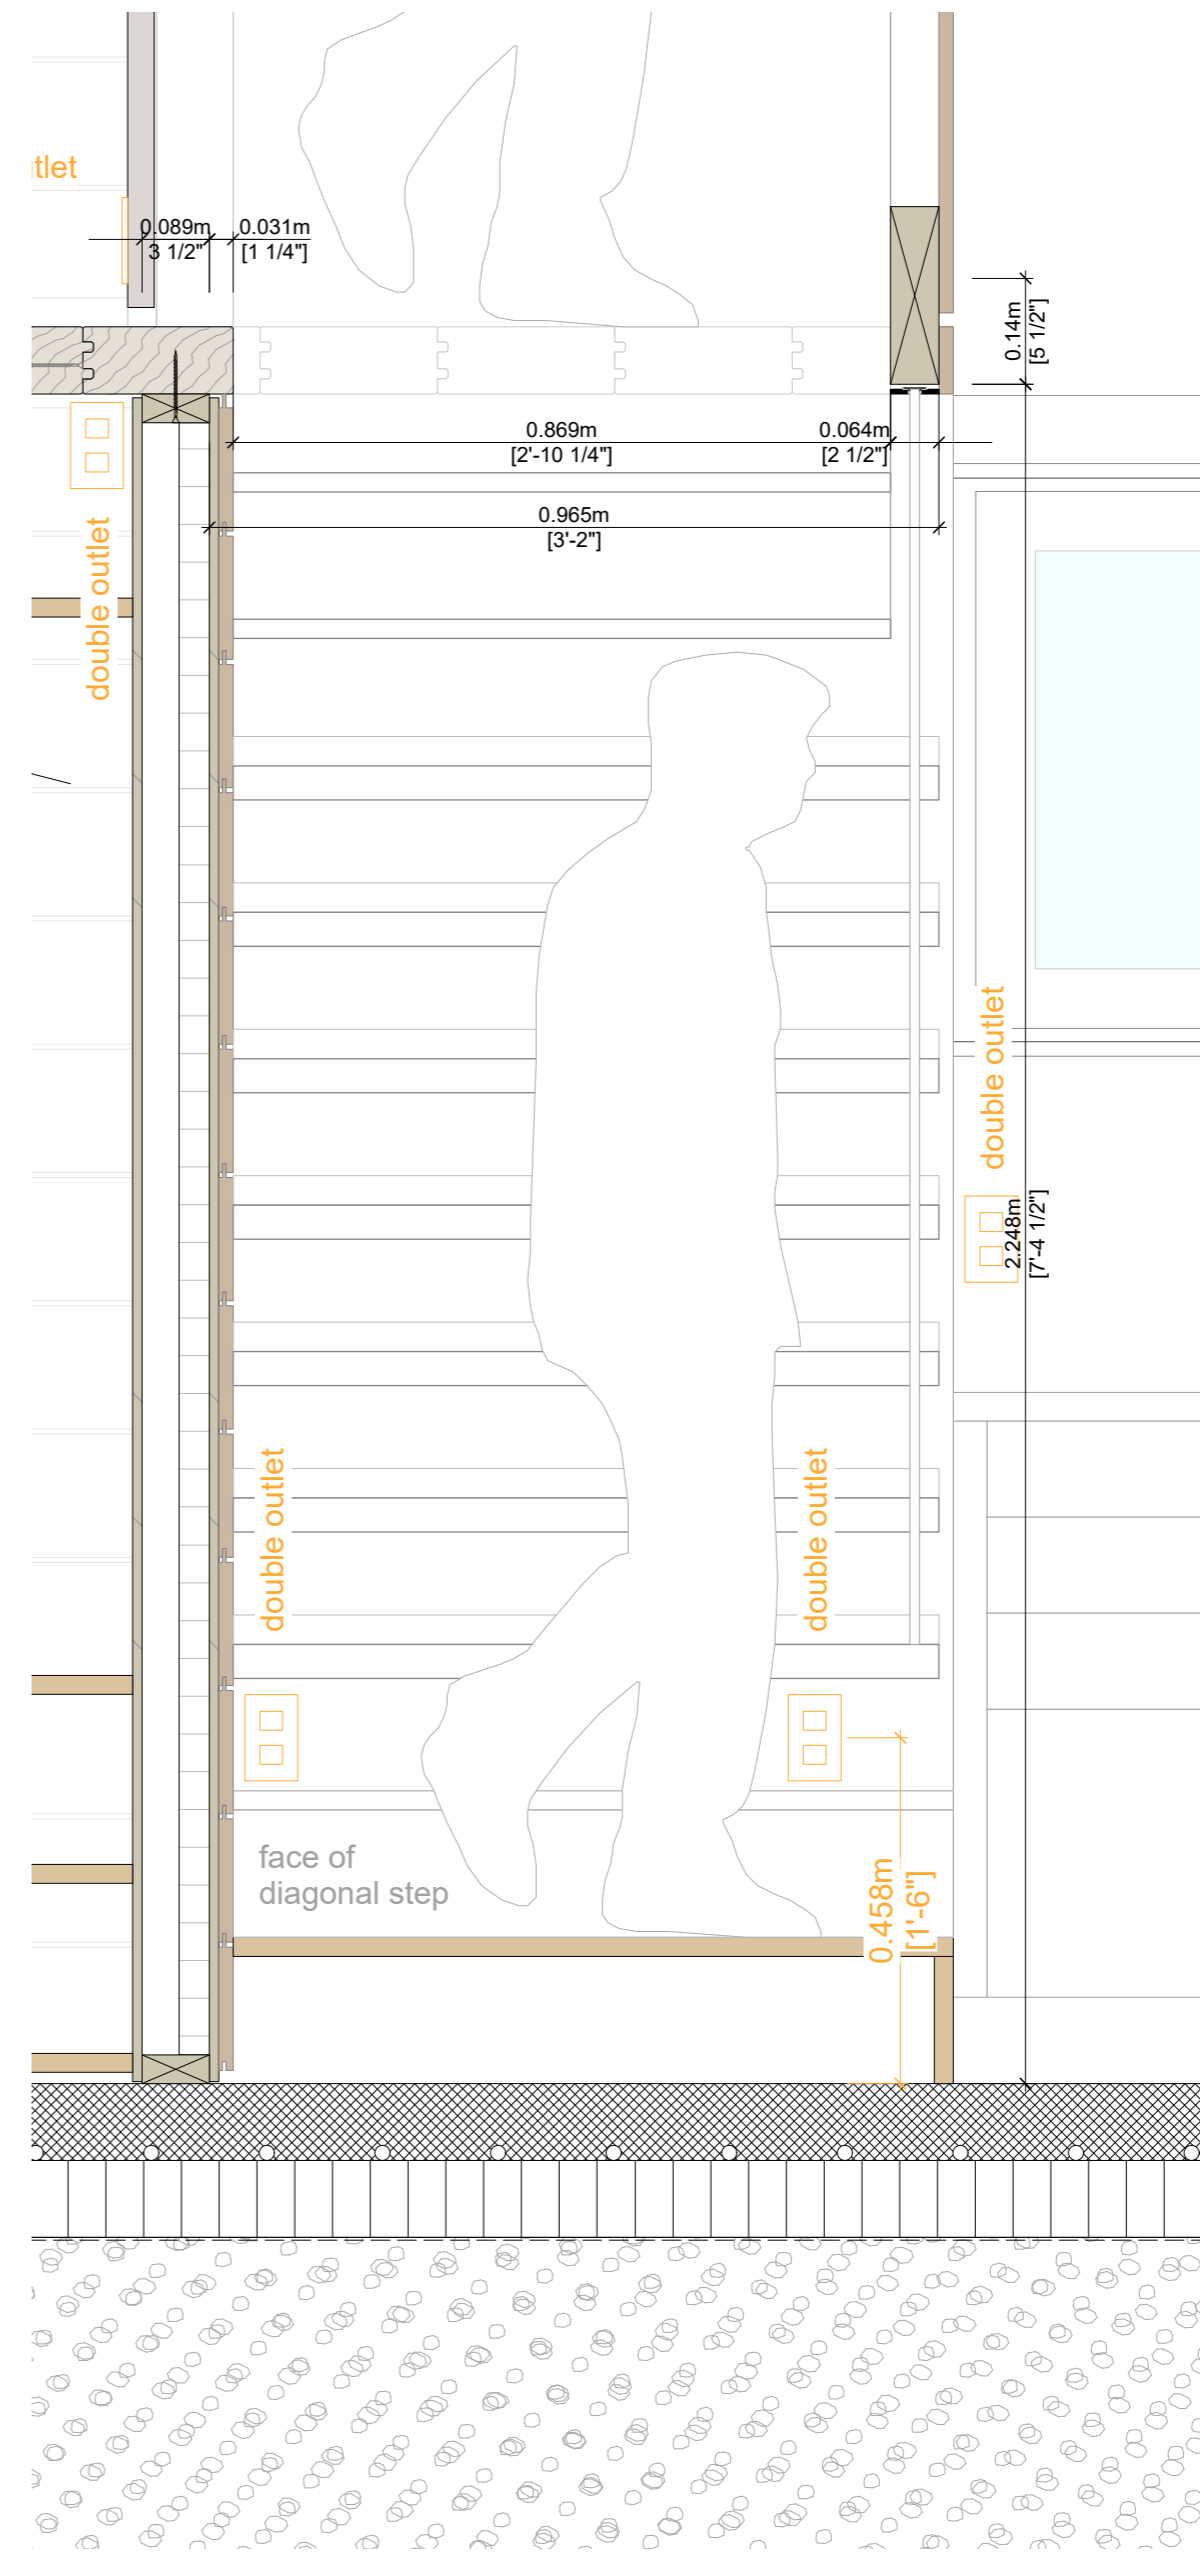 tlet
0.089m
3 1/2"
0.031m
[1 1/4"]
0.14m
[5 1/2"]
0.869m
[2'-10 1/4"]
0.064m
[2 1/2"]
0.965m
[3'-2"]
double outlet
double outlet
2.248m
[7'-4 1/2"]
double outlet
double outlet
face of
diagonal step
0.458m
[1'-6"]